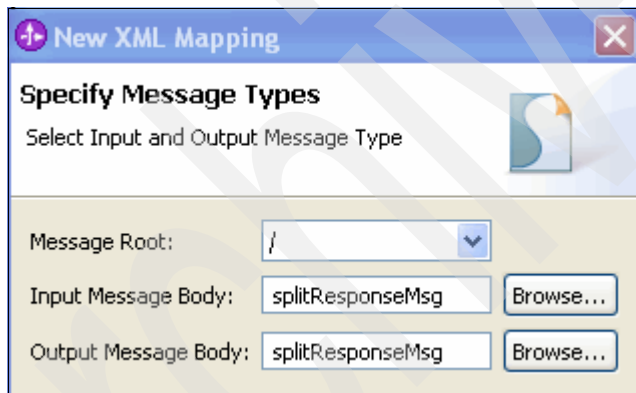 New XML Mapping
Specify Message Types
Select Input and Output Message Type
Message Root: /
Input Message Body: splitResponseMsg Browse...
Output Message Body: splitResponseMsg Browse...